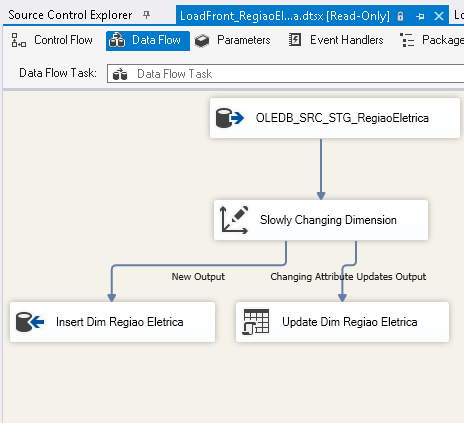 Source Control Explorer
LoadFront_RegiaoEl...a.dtsx [Read-Only]
Control Flow
Data Flow
Parameters
Event Handlers
Package
Data Flow Task:
Data Flow Task
OLEDB_SRC_STG_RegiaoEletrica
Slowly Changing Dimension
New Output
Changing Attribute Updates Output
Insert Dim Regiao Eletrica
Update Dim Regiao Eletrica